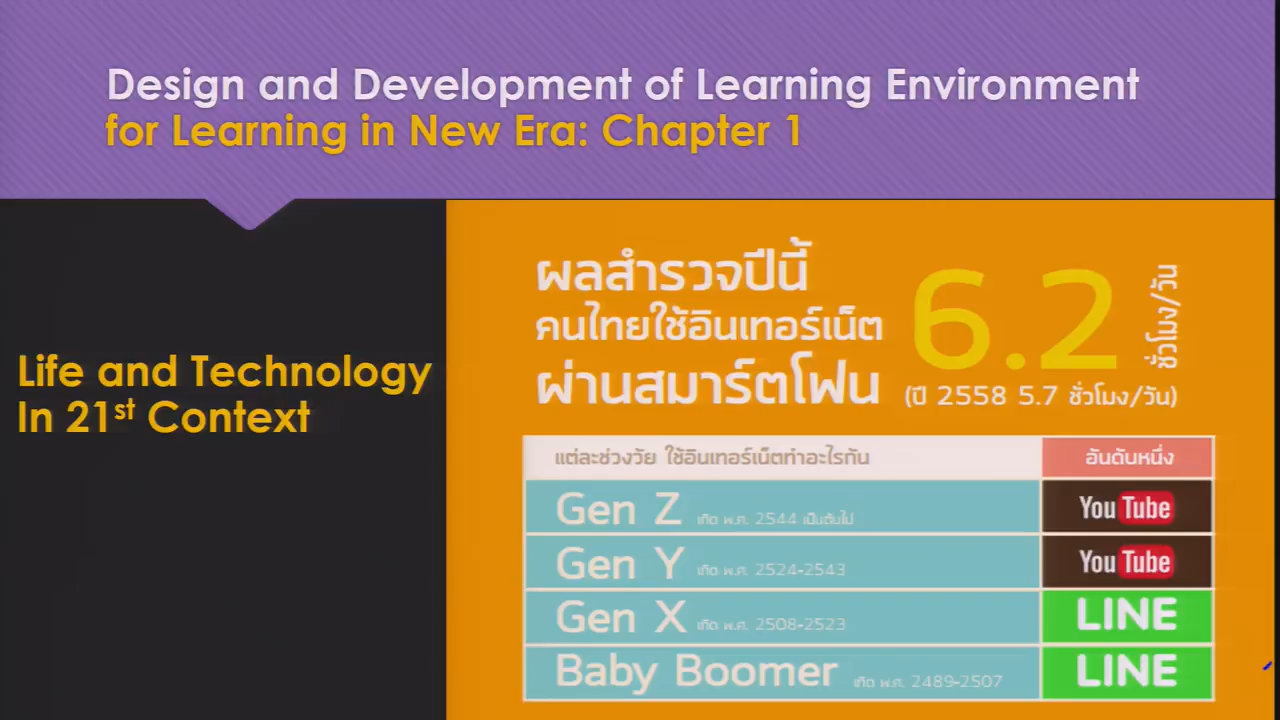 Design and Development of Learning Environment
for Learning in New Era: Chapter 1
Life and Technology
In 21st Context
ผลสำรวจปีนี้
คนไทยใช้อินเทอร์เน็ต
ผ่านสมาร์ตโฟน
6.2
ชั่วโมง/วัน
(ปี 2558 5.7 ชั่วโมง/วัน)
แต่ละช่วงวัย ใช้อินเทอร์เน็ตทำอะไรกัน
อันดับหนึ่ง
Gen Z เกิด พ.ศ. 2544 เป็นต้นไป
YouTube
Gen Y เกิด พ.ศ. 2524-2543
YouTube
Gen X เกิด พ.ศ. 2508-2523
LINE
Baby Boomer เกิด พ.ศ. 2489-2507
LINE